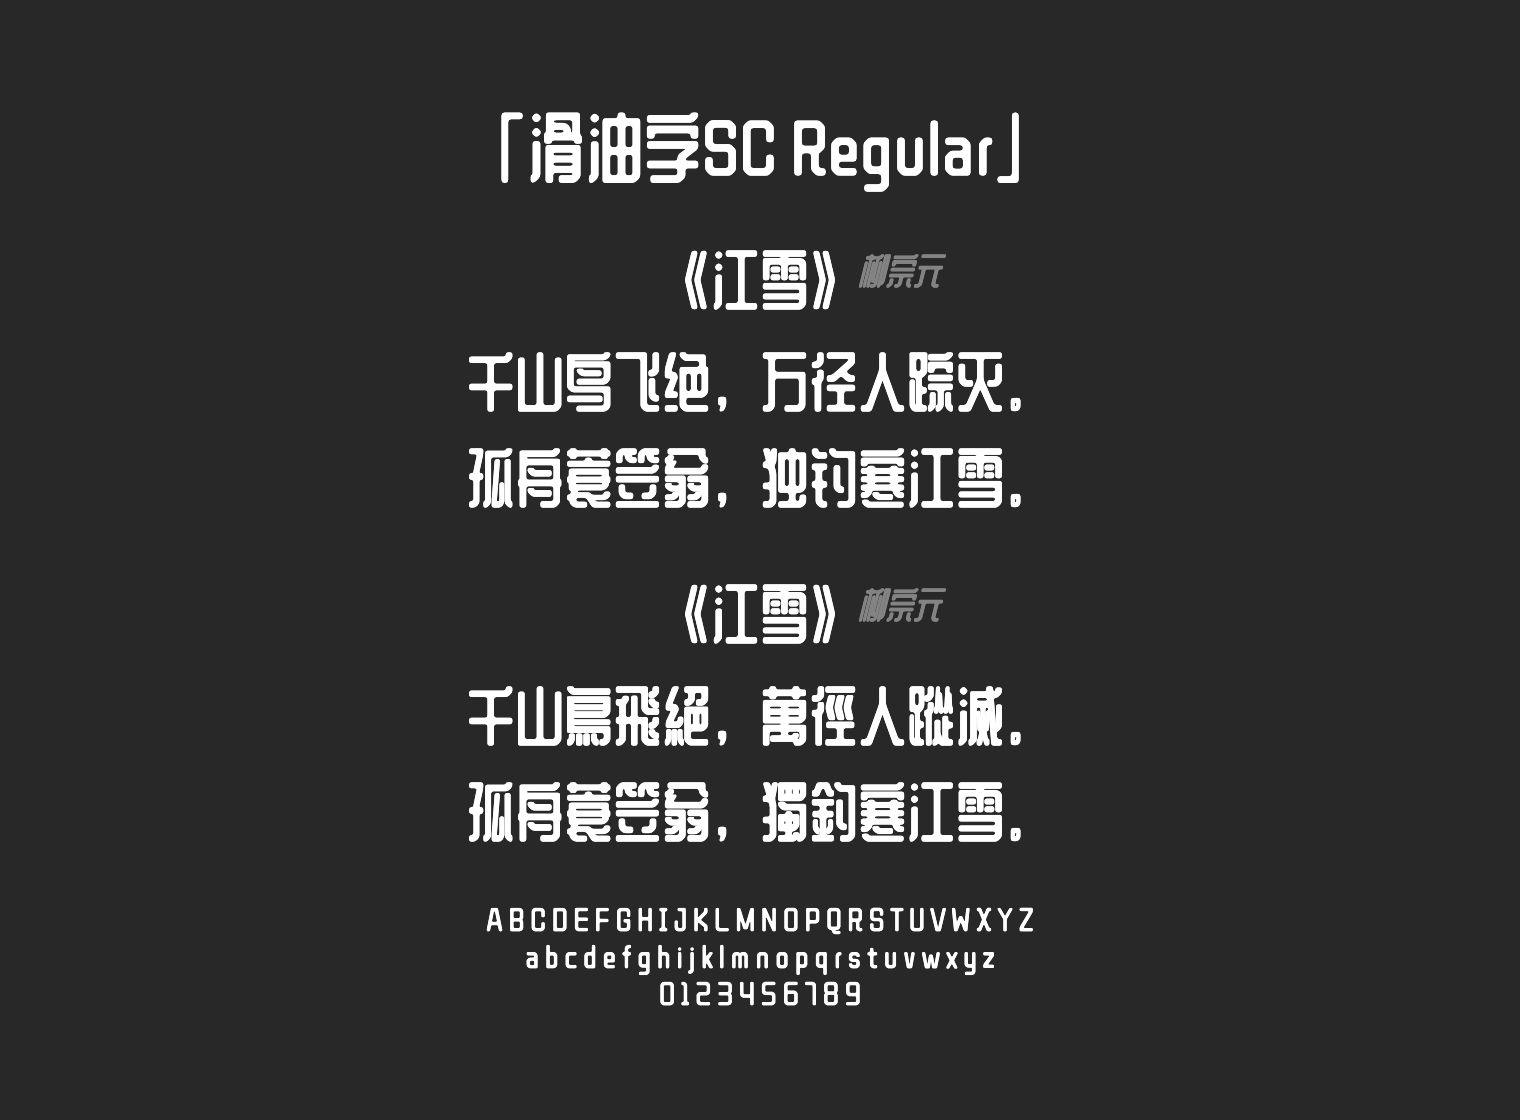 「滑油字SC Regular」
《江雪》 柳宗元
千山鸟飞绝，万径人踪灭。
孤舟蓑笠翁，独钓寒江雪。
《江雪》 柳宗元
千山鳥飛絕，萬徑人蹤滅。
孤舟蓑笠翁，獨釣寒江雪。
ABCDEFGHIJKLMNOPQRSTUVWXYZ
abcdefghijklmnopqrstuvwxyz
0123456789